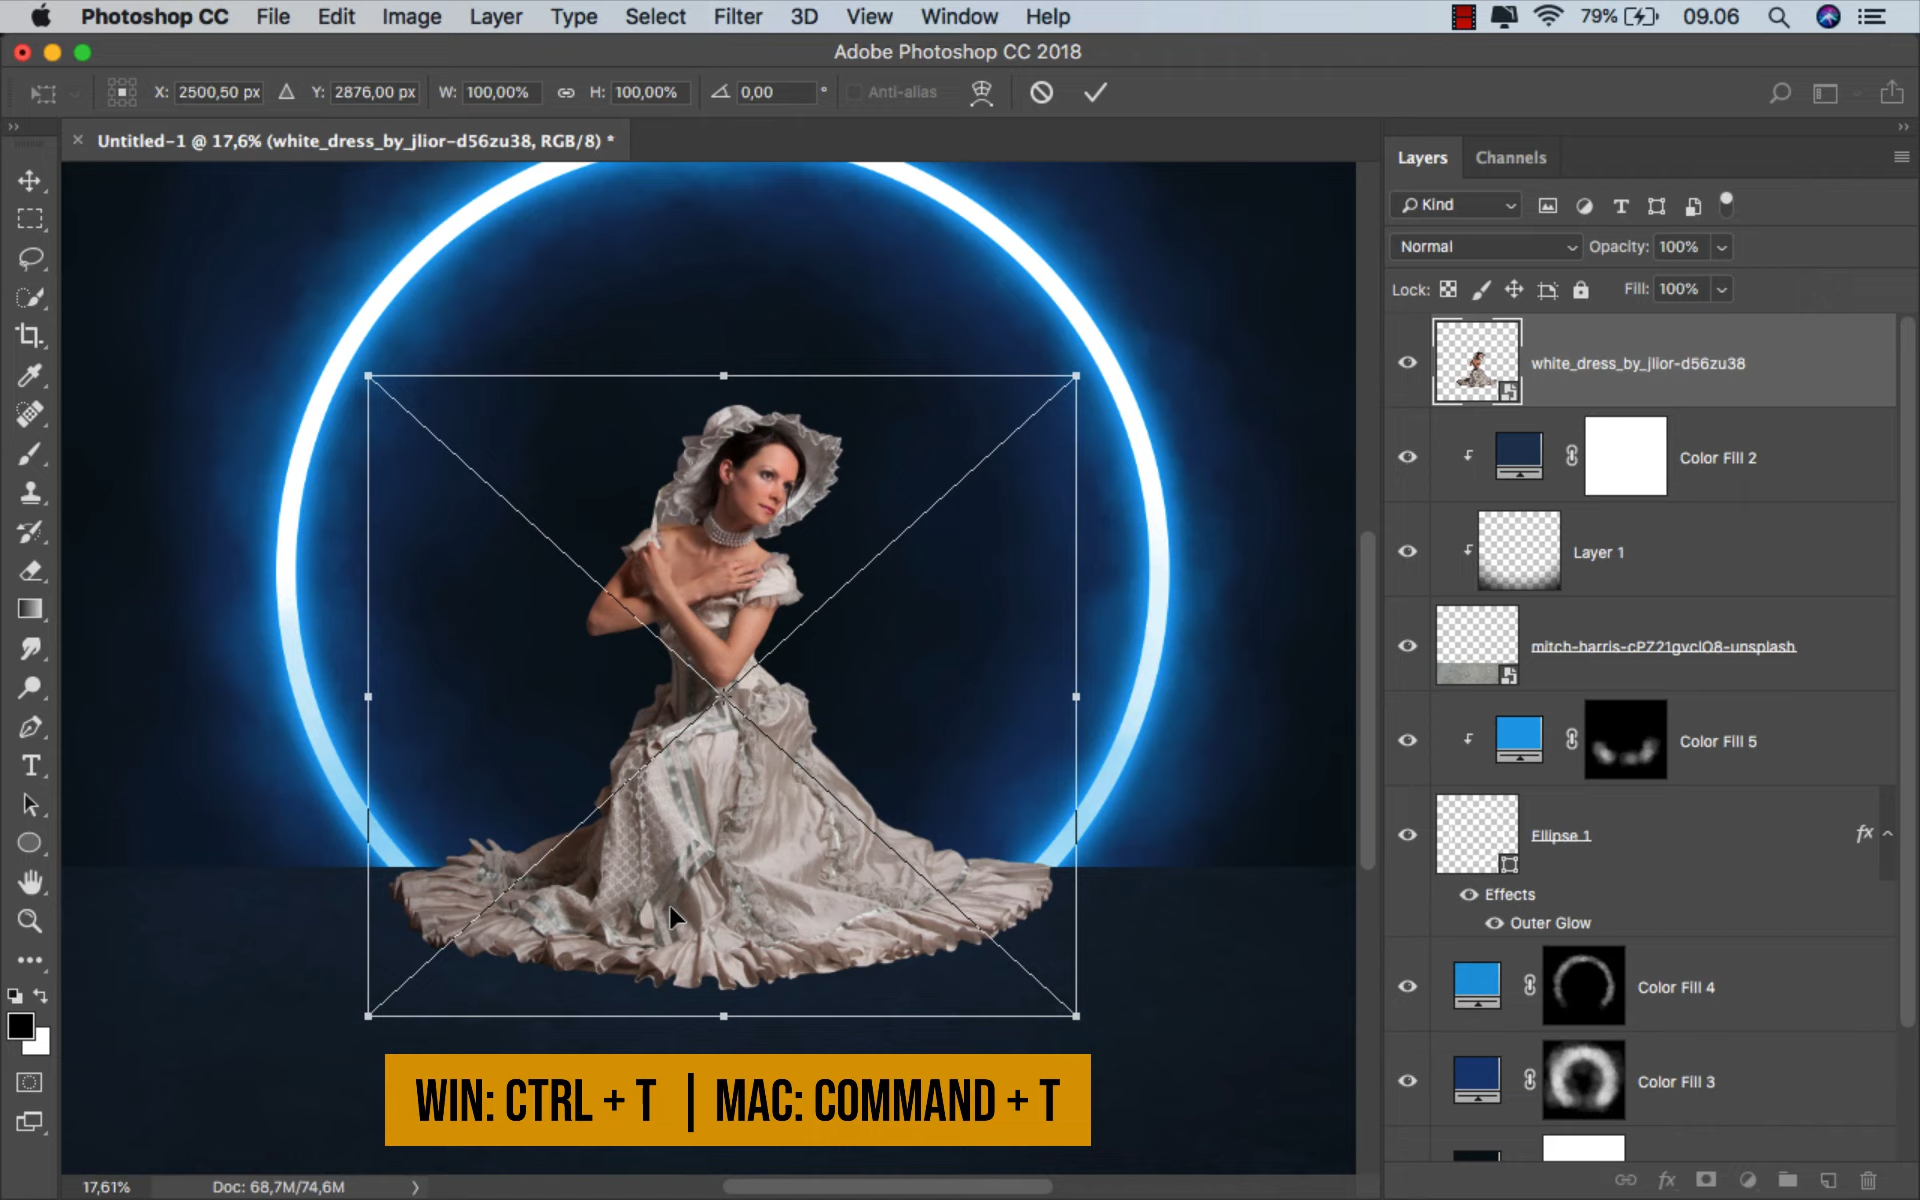 Photoshop CC File Edit Image Layer Type Select Filter 3D View Window Help 79% 09.06
Adobe Photoshop CC 2018
X: 2500,50 px Y: 2876,00 px W: 100,00% H: 100,00% 0,00 ° Anti-alias
Untitled-1 @ 17,6% (white_dress_by_jlior-d56zu38, RGB/8) *
Layers Channels
Kind
Normal Opacity: 100%
Lock: Fill: 100%
white_dress_by_jlior-d56zu38
Color Fill 2
Layer 1
mitch-harris-cPZ21gvclO8-unsplash
Color Fill 5
Ellipse 1 fx
Effects
Outer Glow
Color Fill 4
Color Fill 3
WIN: CTRL + T | MAC: COMMAND + T
17,61% Doc: 68,7M/74,6M
fx